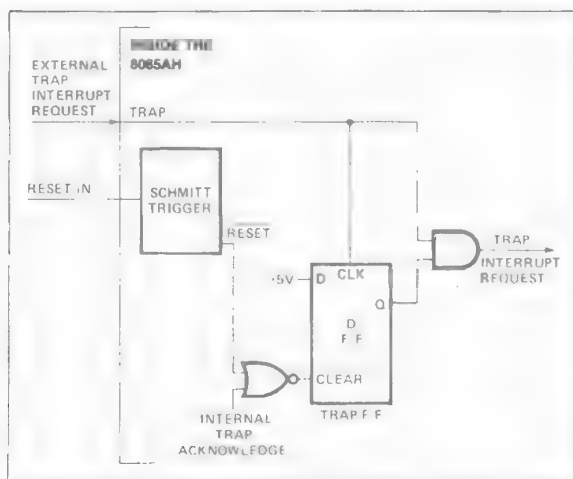 INSIDE THE
8085AH
EXTERNAL
TRAP
INTERRUPT
REQUEST
TRAP
RESET IN
SCHMITT
TRIGGER
RESET
+5V
D
CLK
Q
D
F F
CLEAR
TRAP F F
INTERNAL
TRAP
ACKNOWLEDGE
TRAP
INTERRUPT
REQUEST